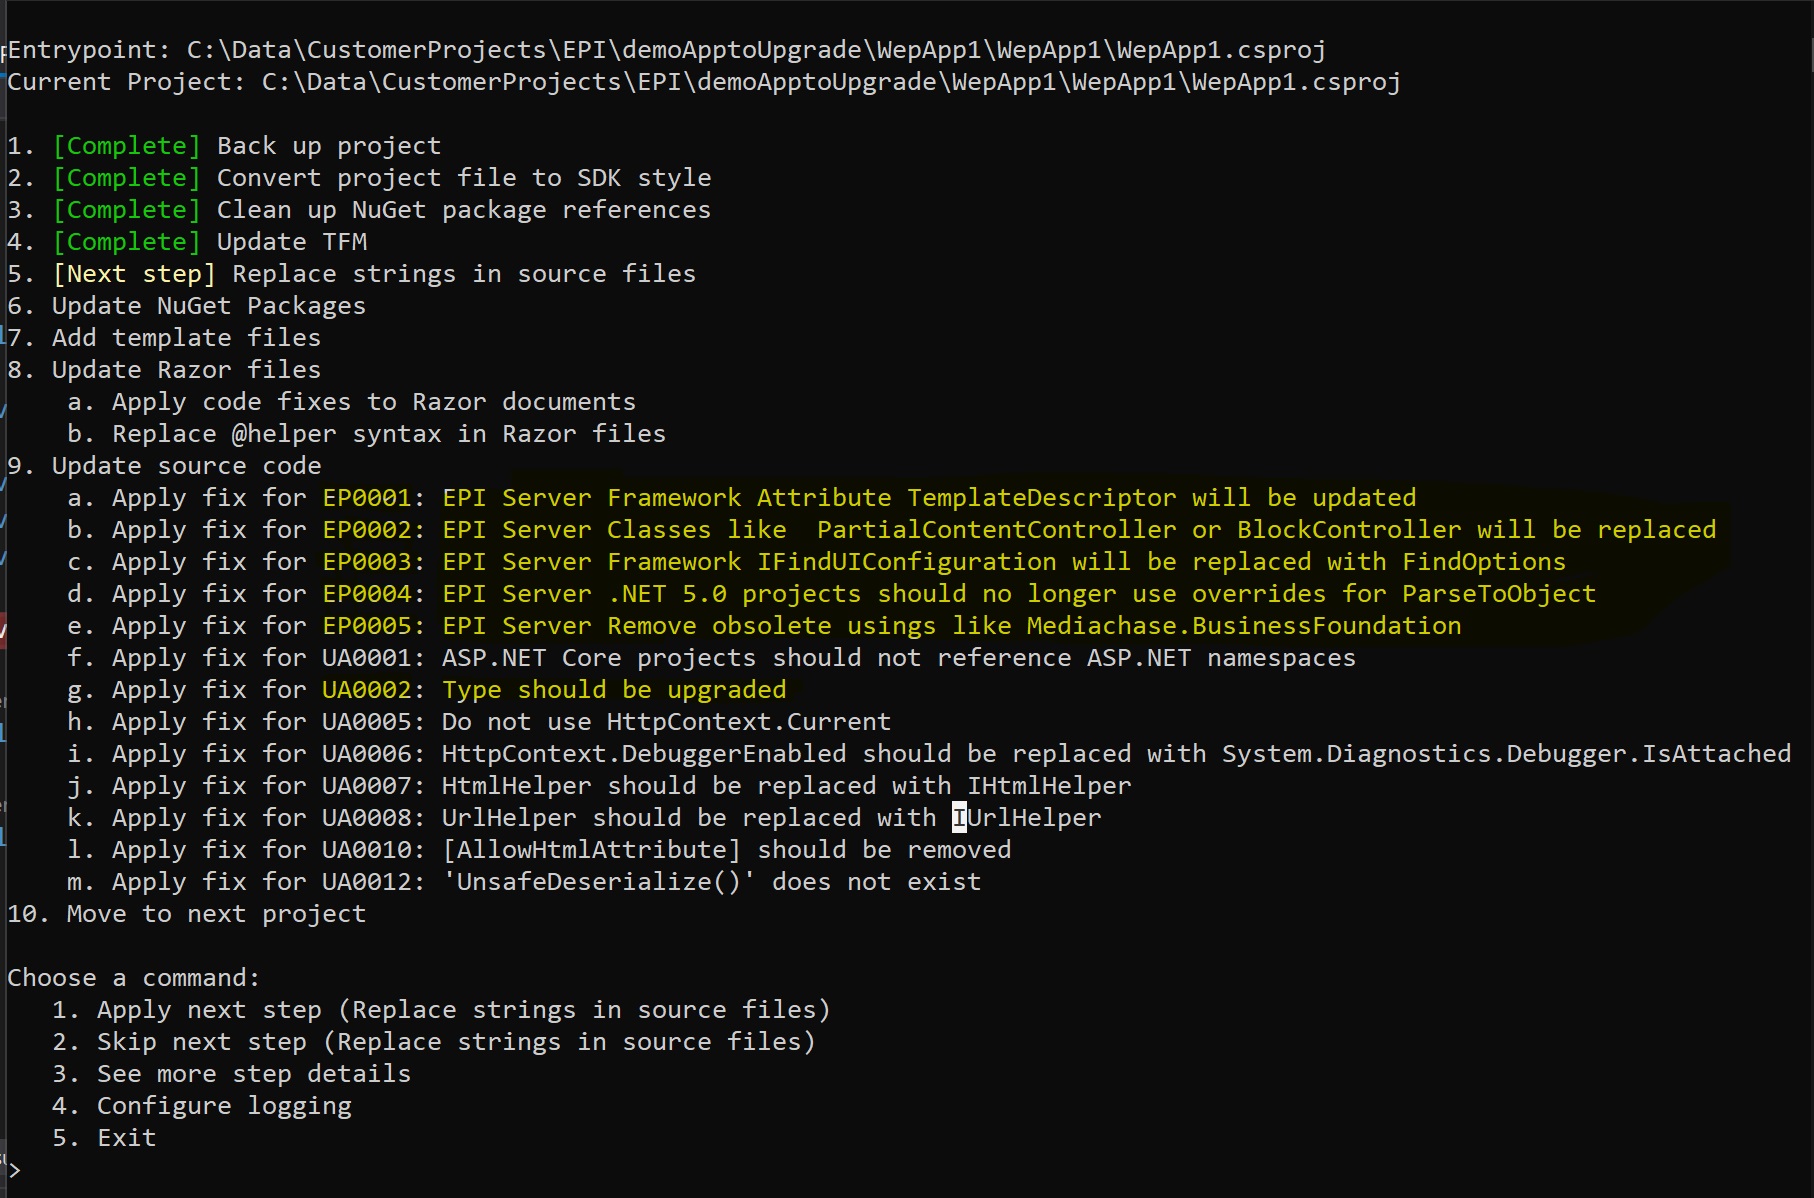 Entrypoint: C:\Data\CustomerProjects\EPI\demoApptoUpgrade\WepApp1\WepApp1\WepApp1.csproj
Current Project: C:\Data\CustomerProjects\EPI\demoApptoUpgrade\WepApp1\WepApp1\WepApp1.csproj
1. [Complete] Back up project
2. [Complete] Convert project file to SDK style
3. [Complete] Clean up NuGet package references
4. [Complete] Update TFM
5. [Next step] Replace strings in source files
6. Update NuGet Packages
7. Add template files
8. Update Razor files
a. Apply code fixes to Razor documents
b. Replace @helper syntax in Razor files
9. Update source code
a. Apply fix for EP0001: EPI Server Framework Attribute TemplateDescriptor will be updated
b. Apply fix for EP0002: EPI Server Classes like  PartialContentController or BlockController will be replaced
c. Apply fix for EP0003: EPI Server Framework IFindUIConfiguration will be replaced with FindOptions
d. Apply fix for EP0004: EPI Server .NET 5.0 projects should no longer use overrides for ParseToObject
e. Apply fix for EP0005: EPI Server Remove obsolete usings like Mediachase.BusinessFoundation
f. Apply fix for UA0001: ASP.NET Core projects should not reference ASP.NET namespaces
g. Apply fix for UA0002: Type should be upgraded
h. Apply fix for UA0005: Do not use HttpContext.Current
i. Apply fix for UA0006: HttpContext.DebuggerEnabled should be replaced with System.Diagnostics.Debugger.IsAttached
j. Apply fix for UA0007: HtmlHelper should be replaced with IHtmlHelper
k. Apply fix for UA0008: UrlHelper should be replaced with IUrlHelper
l. Apply fix for UA0010: [AllowHtmlAttribute] should be removed
m. Apply fix for UA0012: 'UnsafeDeserialize()' does not exist
10. Move to next project
Choose a command:
1. Apply next step (Replace strings in source files)
2. Skip next step (Replace strings in source files)
3. See more step details
4. Configure logging
5. Exit
>